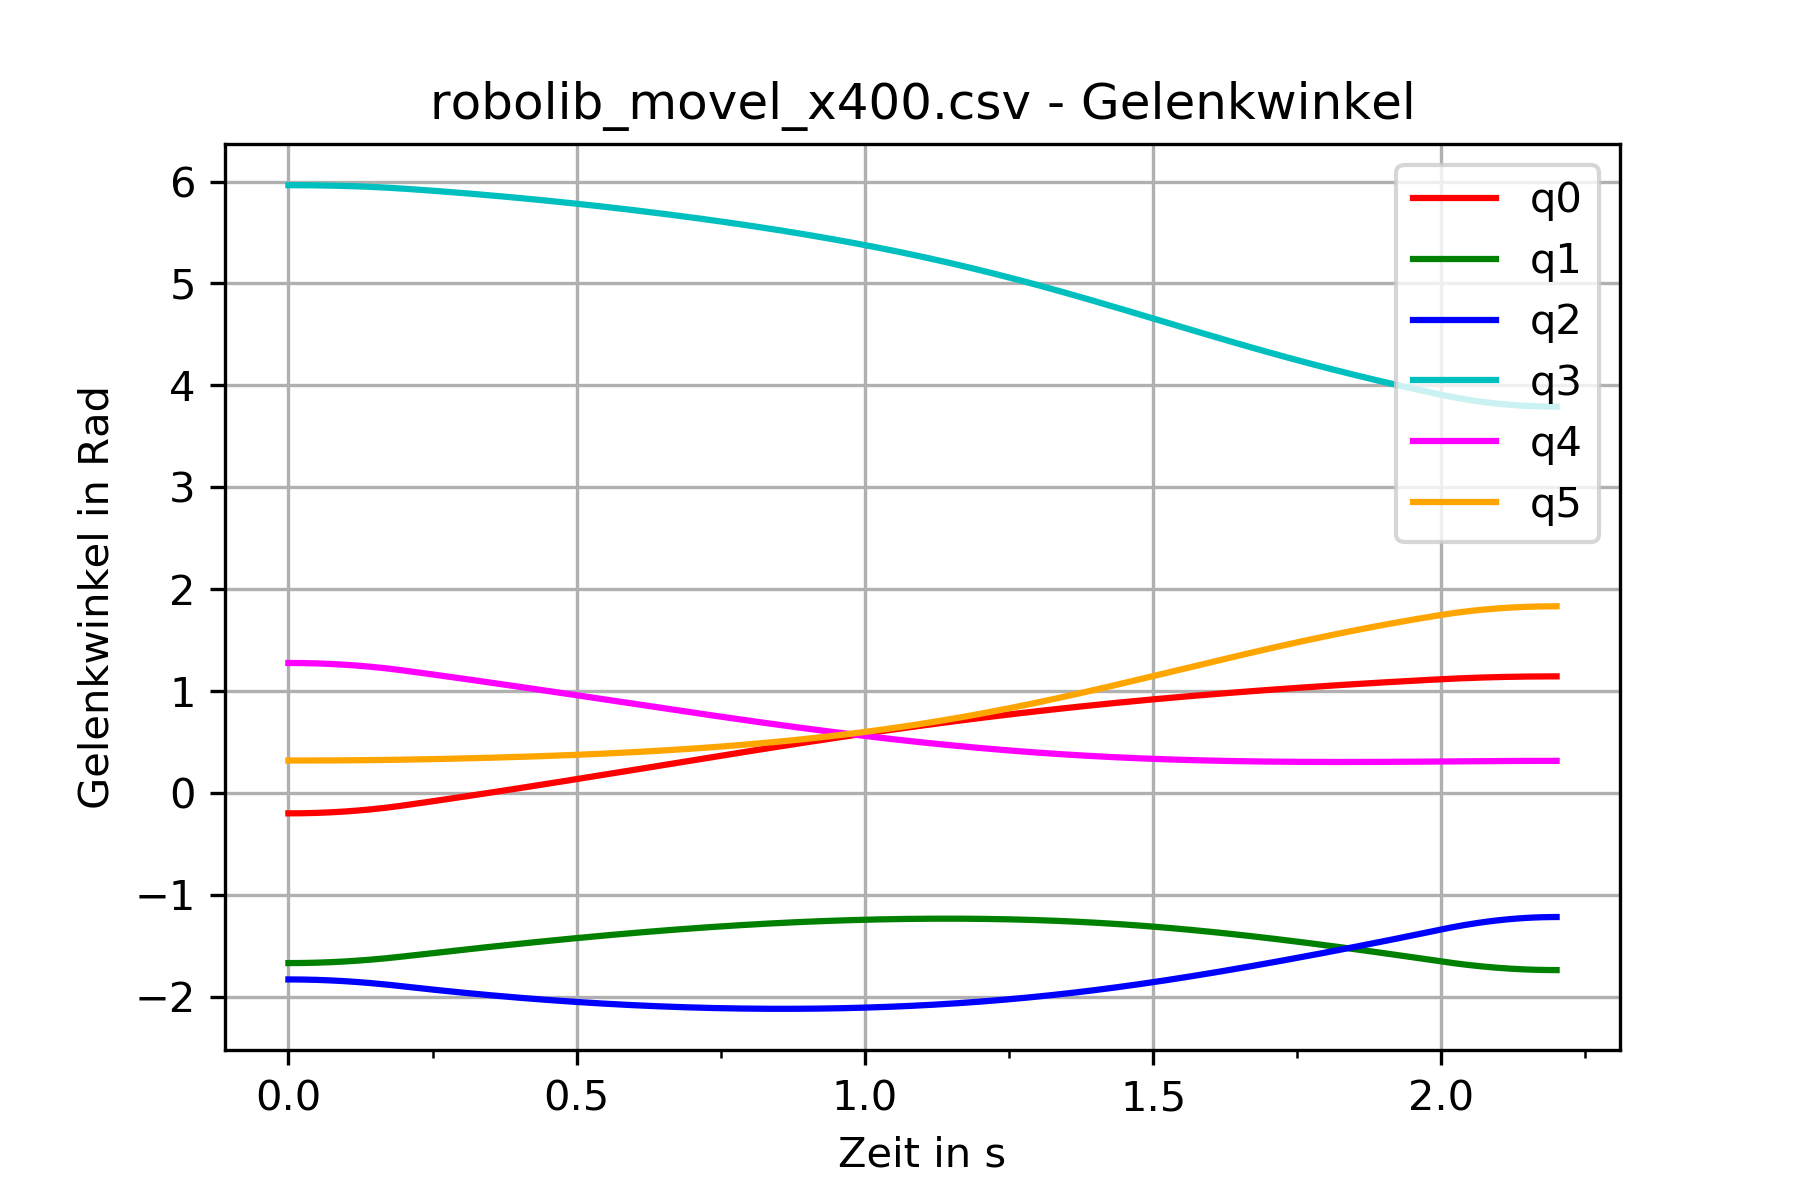 robolib_movel_x400.csv - Gelenkwinkel
6
5
4
3
2
1
0
−1
−2
Gelenkwinkel in Rad
q0
q1
q2
q3
q4
q5
0.0 0.5 1.0 1.5 2.0
Zeit in s